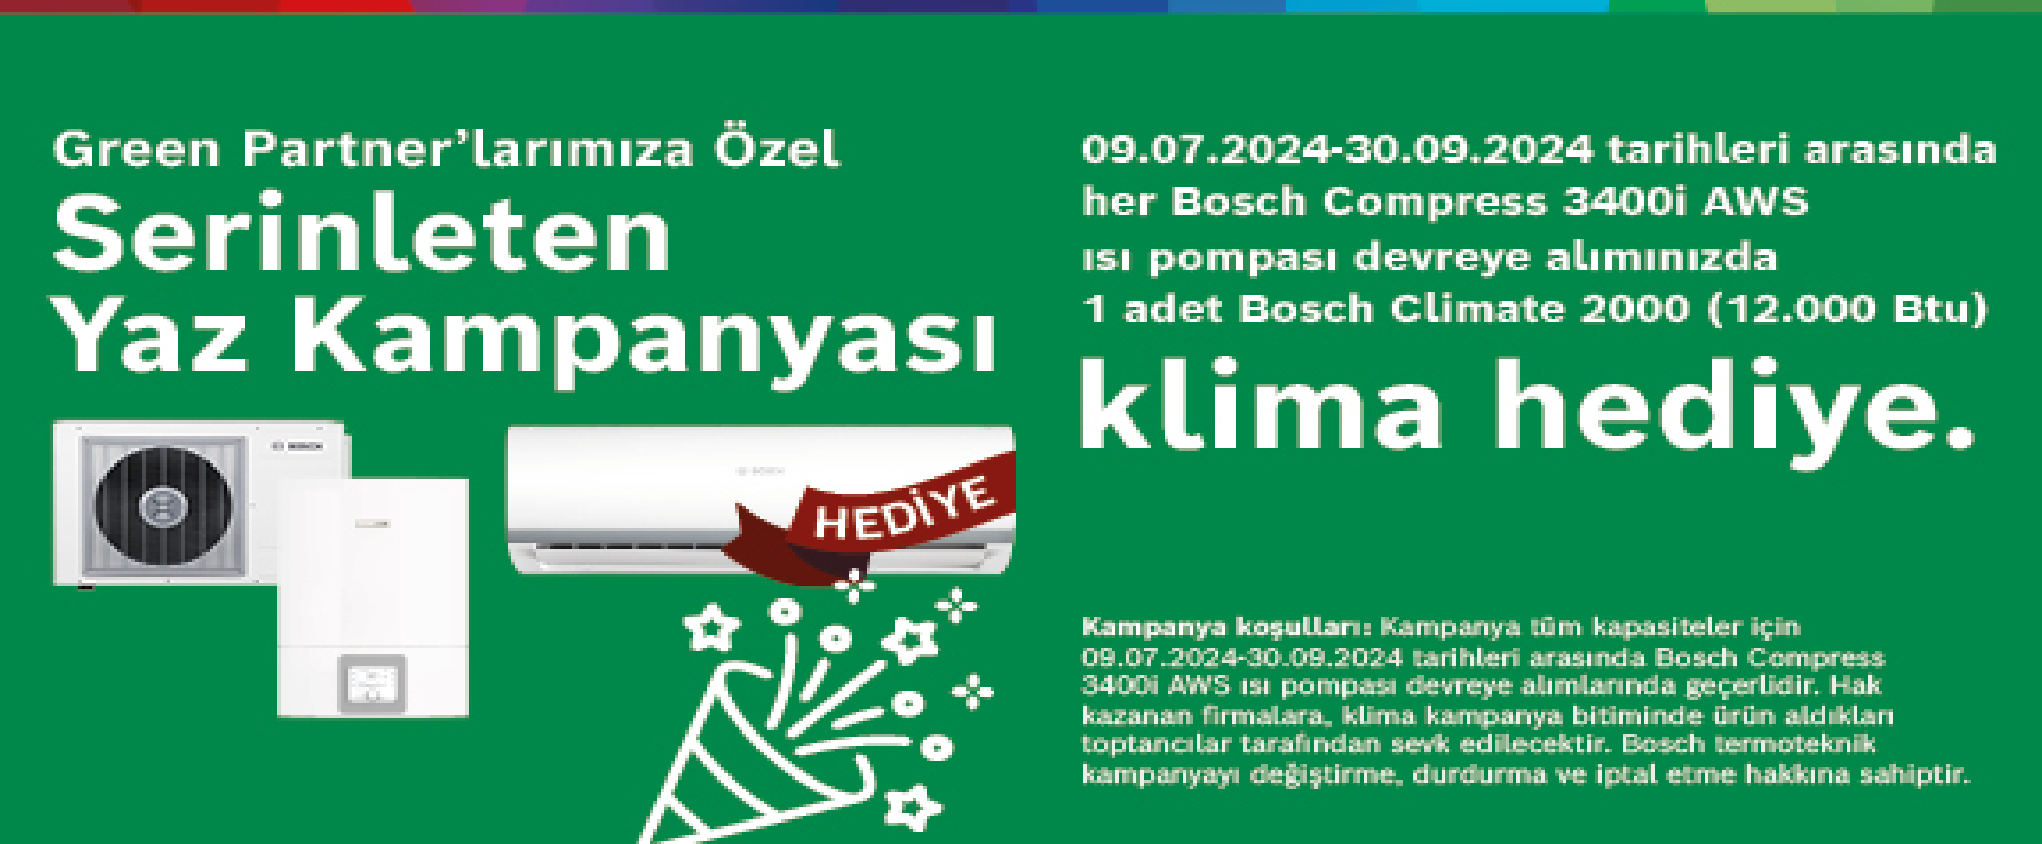 Green Partner'larımıza Özel
Serinleten
Yaz Kampanyası
BOSCH
BOSCH
HEDİYE
09.07.2024-30.09.2024 tarihleri arasında
her Bosch Compress 3400i AWS
ısı pompası devreye alımınızda
1 adet Bosch Climate 2000 (12.000 Btu)
klima hediye.
Kampanya koşulları: Kampanya tüm kapasiteler için
09.07.2024-30.09.2024 tarihleri arasında Bosch Compress
3400i AWS ısı pompası devreye alımlarında geçerlidir. Hak
kazanan firmalara, klima kampanya bitiminde ürün aldıkları
toptancılar tarafından sevk edilecektir. Bosch termoteknik
kampanyayı değiştirme, durdurma ve iptal etme hakkına sahiptir.